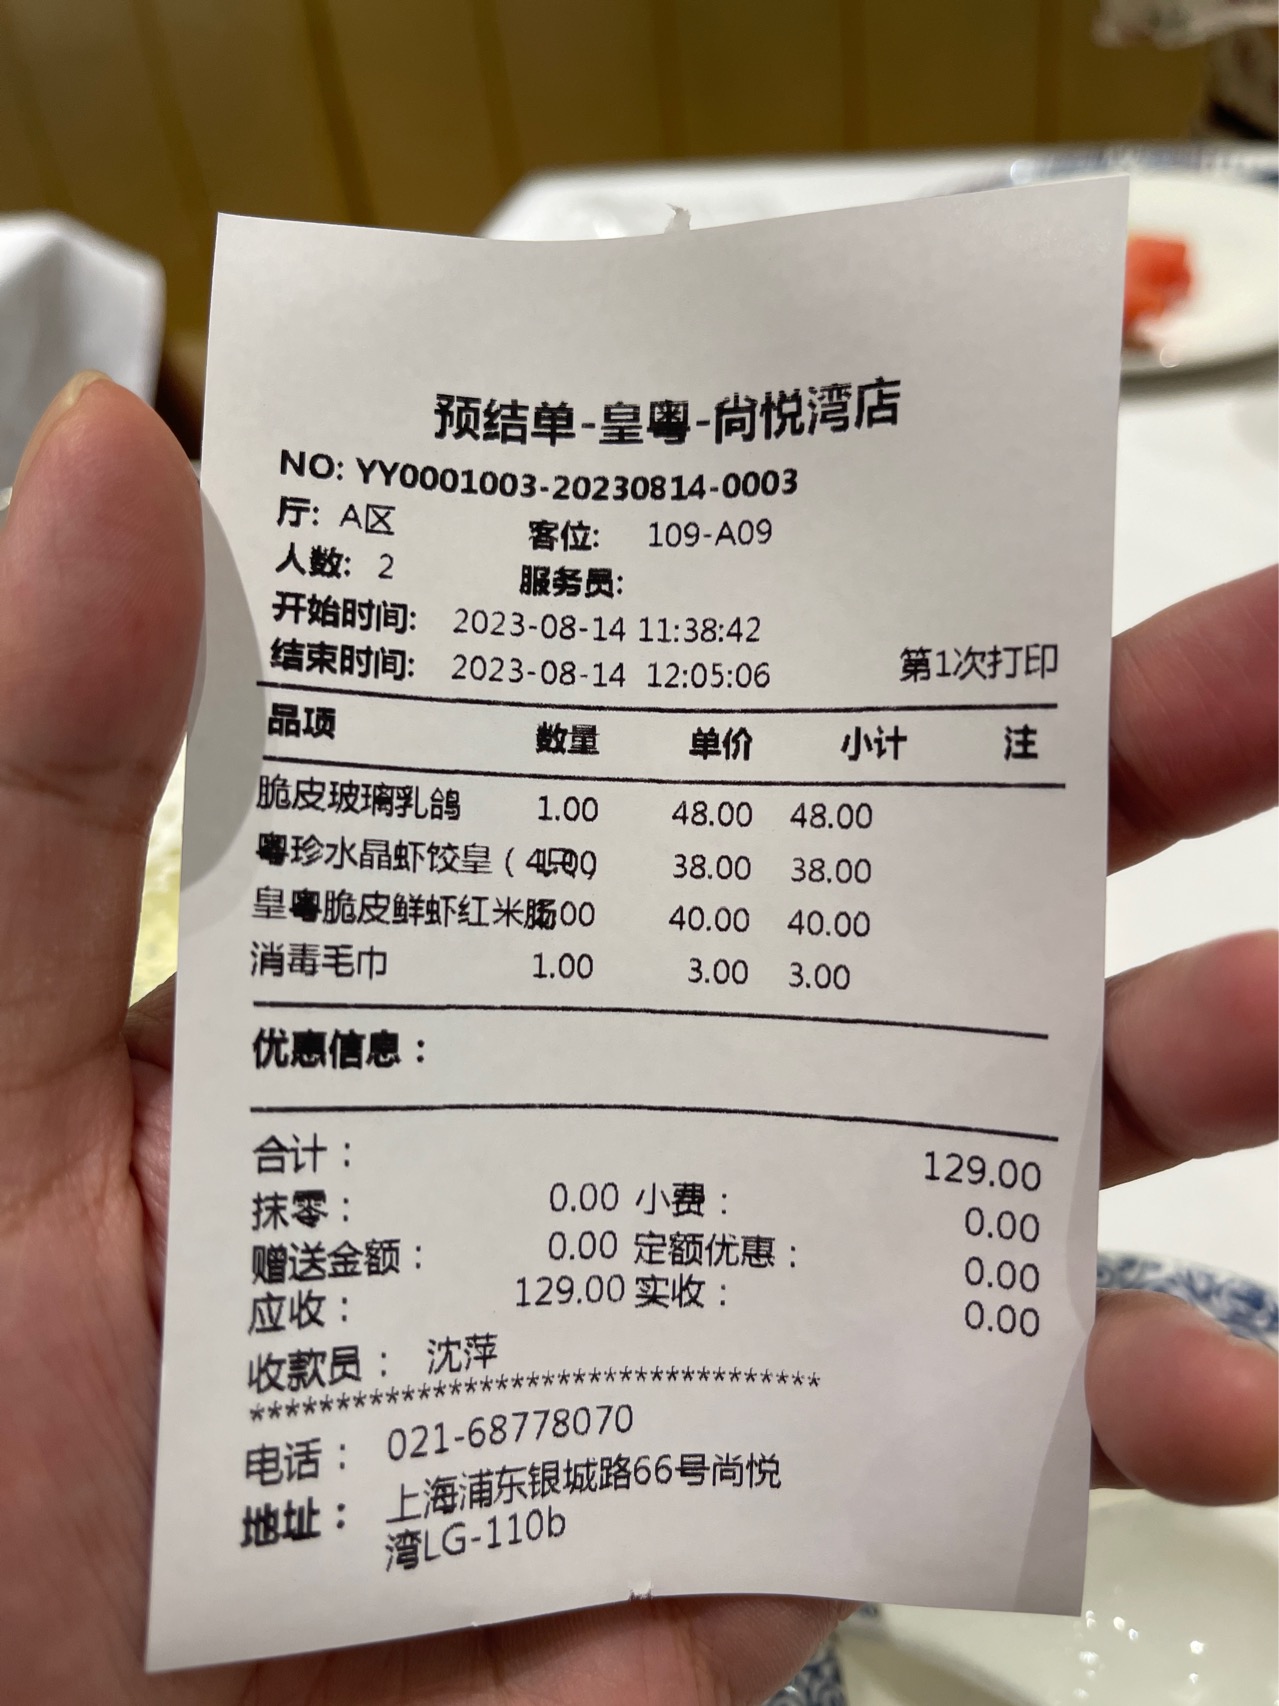 预结单-皇粤-尚悦湾店
NO: YY0001003-20230814-0003
厅: A区 客位: 109-A09
人数: 2 服务员:
开始时间: 2023-08-14 11:38:42
结束时间: 2023-08-14 12:05:06 第1次打印
品项 数量 单价 小计 注
脆皮玻璃乳鸽 1.00 48.00 48.00
粤珍水晶虾饺皇（4只） 1.00 38.00 38.00
皇粤脆皮鲜虾红米肠 1.00 40.00 40.00
消毒毛巾 1.00 3.00 3.00
优惠信息：
合计： 129.00
抹零： 0.00 小费： 0.00
赠送金额： 0.00 定额优惠： 0.00
应收： 129.00 实收： 0.00
收款员： 沈萍
************************************
电话： 021-68778070
地址： 上海浦东银城路66号尚悦
湾LG-110b